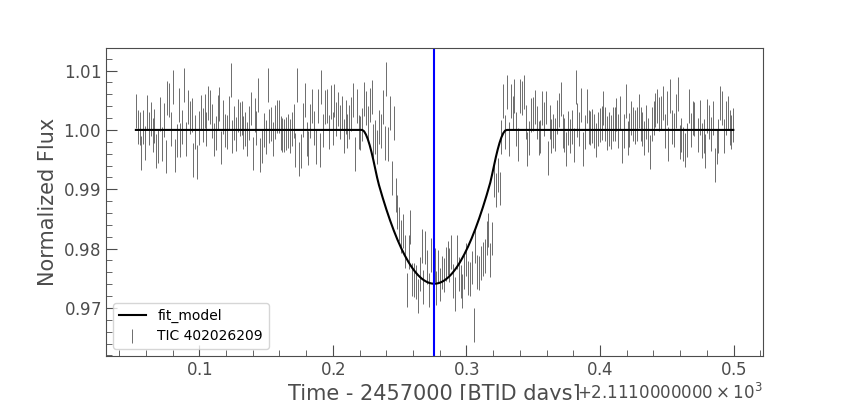 1.01
1.00
0.99
0.98
0.97
Normalized Flux
fit_model
TIC 402026209
0.1 0.2 0.3 0.4 0.5
Time - 2457000 [BTJD days]
+2.1110000000 × 10³